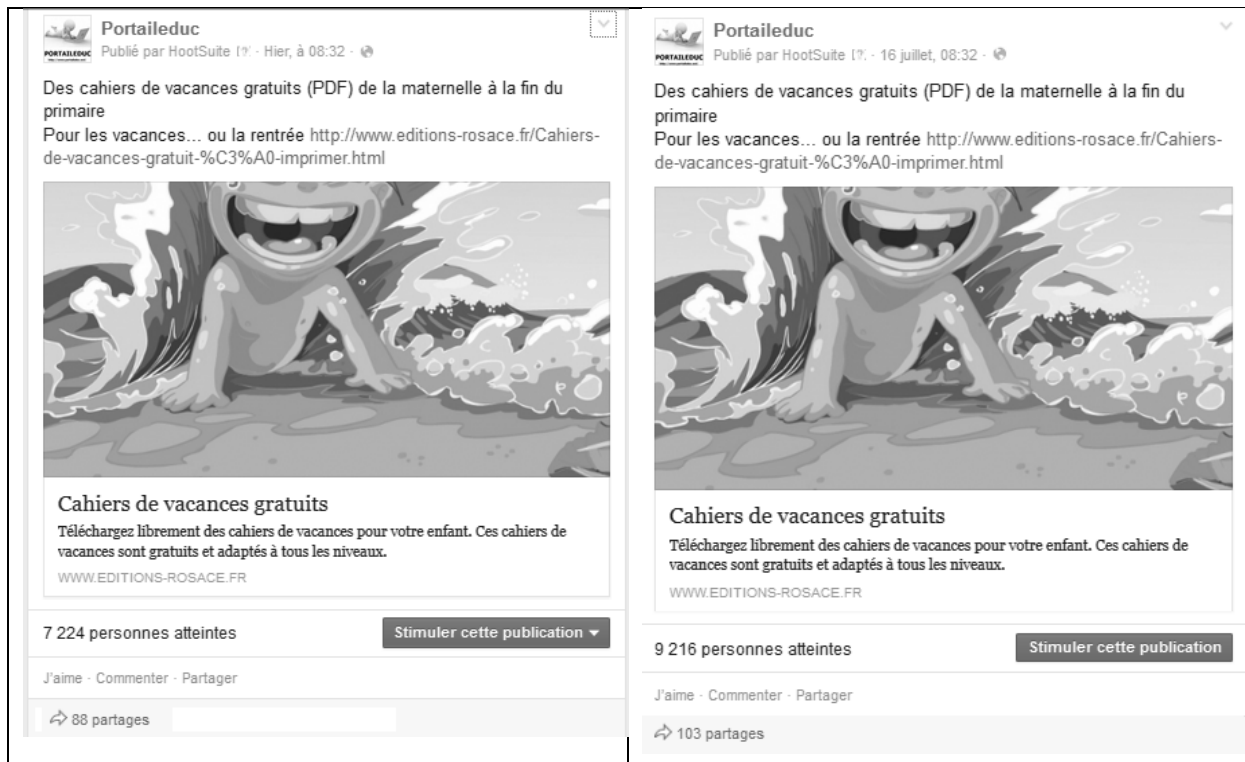 Portaileduc
PORTAILEDUC
Publié par HootSuite [?] · Hier, à 08:32 ·
Des cahiers de vacances gratuits (PDF) de la maternelle à la fin du
primaire
Pour les vacances... ou la rentrée http://www.editions-rosace.fr/Cahiers-
de-vacances-gratuit-%C3%A0-imprimer.html
Cahiers de vacances gratuits
Téléchargez librement des cahiers de vacances pour votre enfant. Ces cahiers de
vacances sont gratuits et adaptés à tous les niveaux.
WWW.EDITIONS-ROSACE.FR
7 224 personnes atteintes
Stimuler cette publication
J'aime · Commenter · Partager
88 partages
Portaileduc
PORTAILEDUC
Publié par HootSuite [?] · 16 juillet, 08:32 ·
Des cahiers de vacances gratuits (PDF) de la maternelle à la fin du
primaire
Pour les vacances... ou la rentrée http://www.editions-rosace.fr/Cahiers-
de-vacances-gratuit-%C3%A0-imprimer.html
Cahiers de vacances gratuits
Téléchargez librement des cahiers de vacances pour votre enfant. Ces cahiers de
vacances sont gratuits et adaptés à tous les niveaux.
WWW.EDITIONS-ROSACE.FR
9 216 personnes atteintes
Stimuler cette publication
J'aime · Commenter · Partager
103 partages